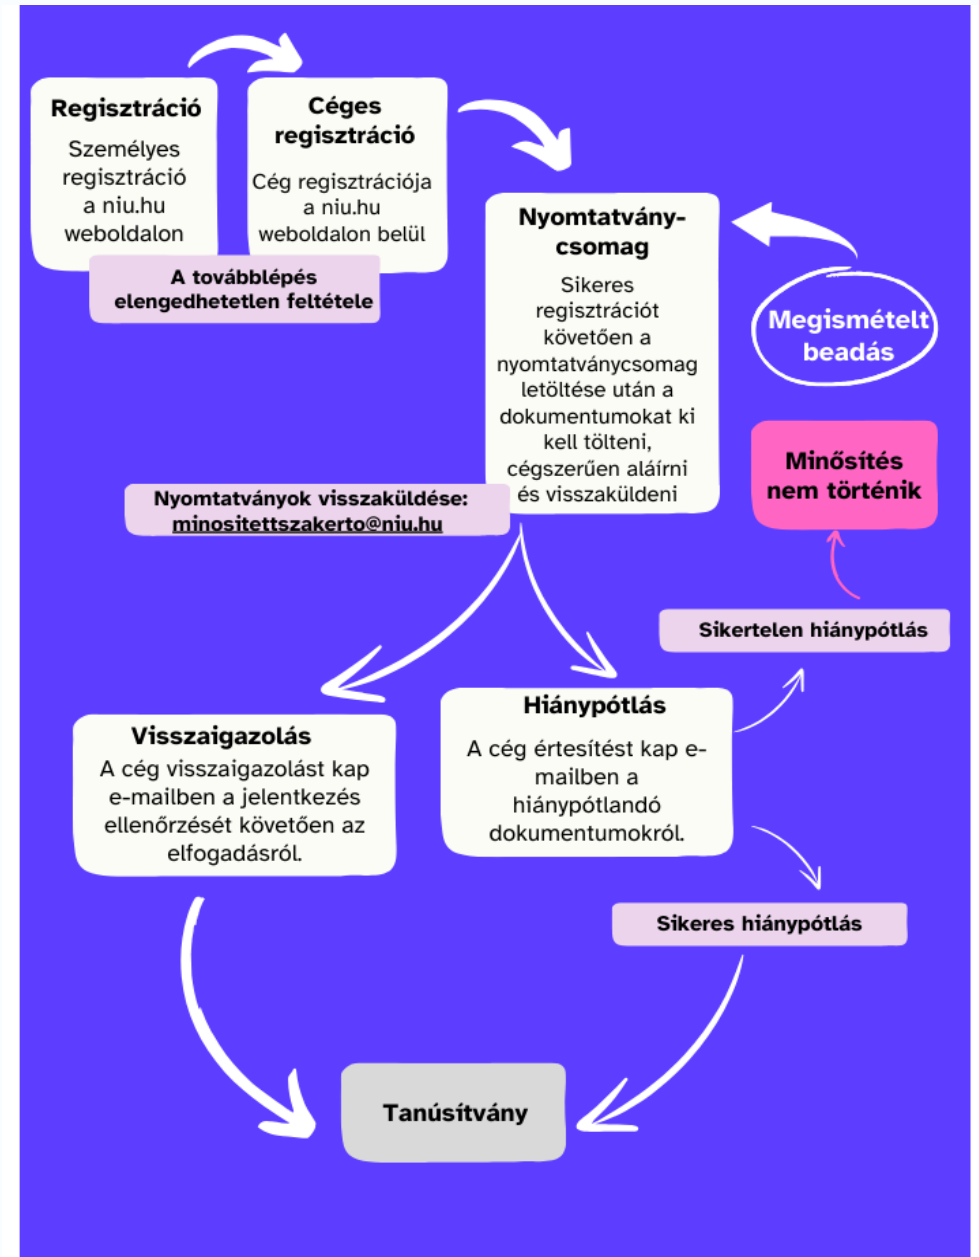 Regisztráció
Személyes
regisztráció
a niu.hu
weboldalon
Céges
regisztráció
Cég regisztrációja
a niu.hu
weboldalon belül
A továbblépés
elengedhetetlen feltétele
Nyomtatvány-
csomag
Sikeres
regisztrációt
követően a
nyomtatványcsomag
letöltése után a
dokumentumokat ki
kell tölteni,
cégszerűen aláírni
és visszaküldeni
Megismételt
beadás
Minősítés
nem történik
Nyomtatványok visszaküldése:
minositettszakerto@niu.hu
Sikertelen hiánypótlás
Visszaigazolás
A cég visszaigazolást kap
e-mailben a jelentkezés
ellenőrzését követően az
elfogadásról.
Hiánypótlás
A cég értesítést kap e-
mailben a
hiánypótlandó
dokumentumokról.
Sikeres hiánypótlás
Tanúsítvány